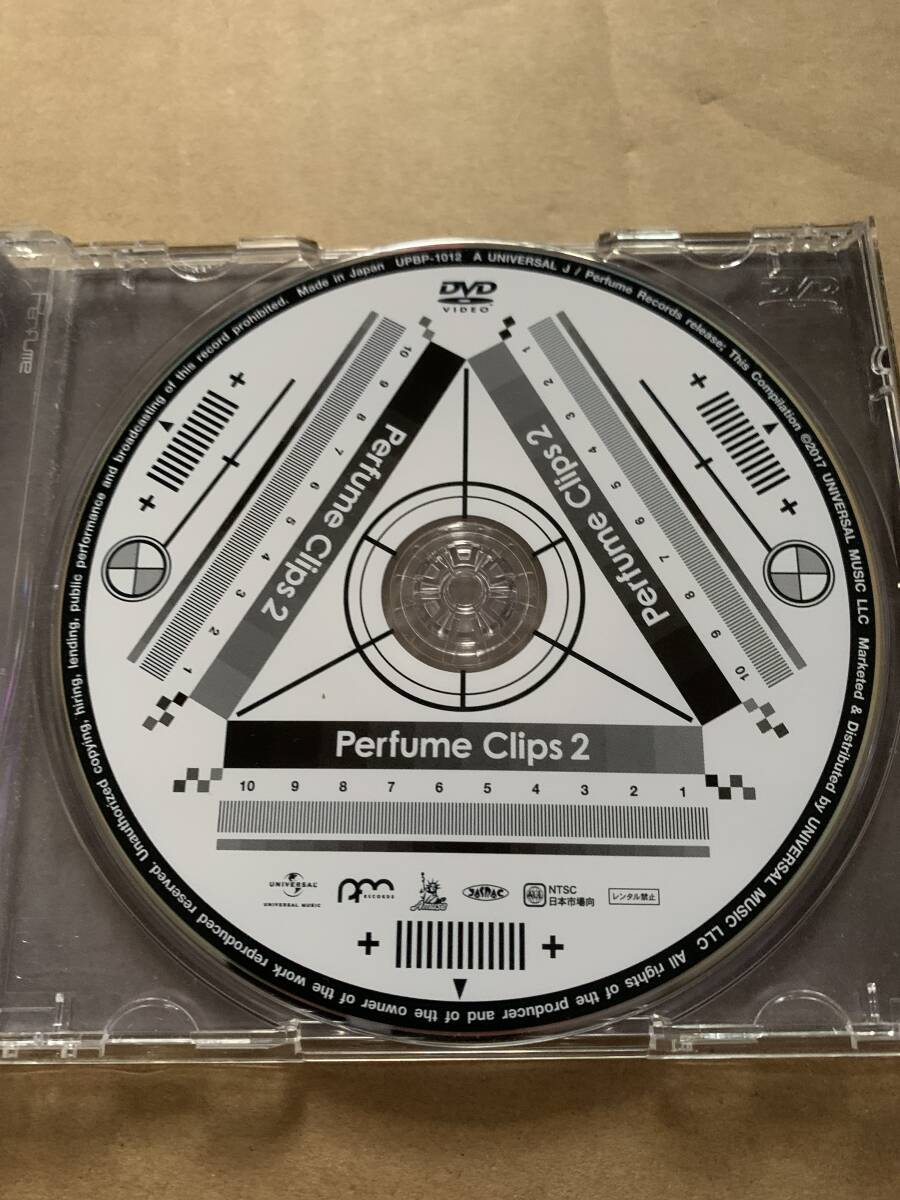 DVD
VIDEO
Unauthorized copying, hiring, lending, public performance and broadcasting of this record prohibited. Made in Japan UPBP-1012 A UNIVERSAL J / Perfume Records release; This Compilation ©2017 UNIVERSAL MUSIC LLC Marketed & Distributed by UNIVERSAL MUSIC LLC All rights of the producer and of the owner of the work reproduced reserved.
Perfume
10 9 8 7 6 5 4 3 2 1
Perfume Clips 2
1 2 3 4 5 6 7 8 9 10
Perfume Clips 2
Perfume Clips 2
10 9 8 7 6 5 4 3 2 1
UNIVERSAL
UNIVERSAL MUSIC
pfm
RECORDS
Amuse
JASRAC
ALL
NTSC
日本市場向
レンタル禁止